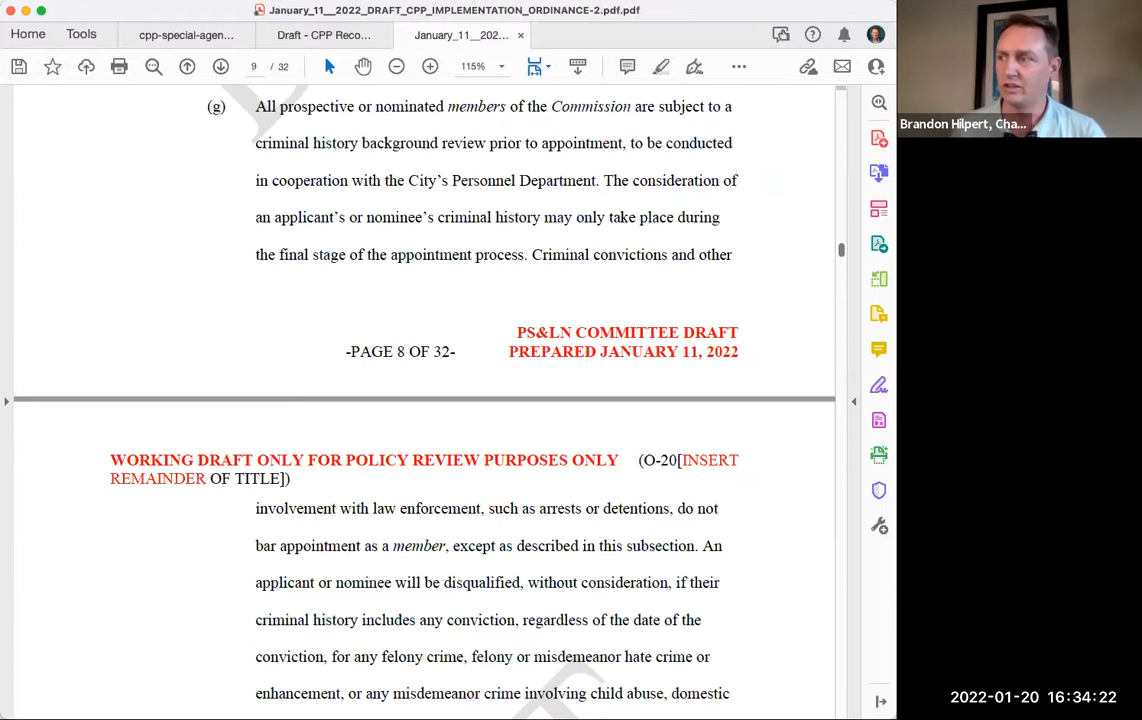 January_11__2022_DRAFT_CPP_IMPLEMENTATION_ORDINANCE-2.pdf.pdf
Home Tools cpp-special-agen... Draft - CPP Reco... January_11__202... ×
9 / 32 115%
(g) All prospective or nominated members of the Commission are subject to a
criminal history background review prior to appointment, to be conducted
in cooperation with the City's Personnel Department. The consideration of
an applicant's or nominee's criminal history may only take place during
the final stage of the appointment process. Criminal convictions and other
PS&LN COMMITTEE DRAFT
-PAGE 8 OF 32- PREPARED JANUARY 11, 2022
WORKING DRAFT ONLY FOR POLICY REVIEW PURPOSES ONLY (O-20[INSERT
REMAINDER OF TITLE])
involvement with law enforcement, such as arrests or detentions, do not
bar appointment as a member, except as described in this subsection. An
applicant or nominee will be disqualified, without consideration, if their
criminal history includes any conviction, regardless of the date of the
conviction, for any felony crime, felony or misdemeanor hate crime or
enhancement, or any misdemeanor crime involving child abuse, domestic
Brandon Hilpert, Cha...
2022-01-20 16:34:22